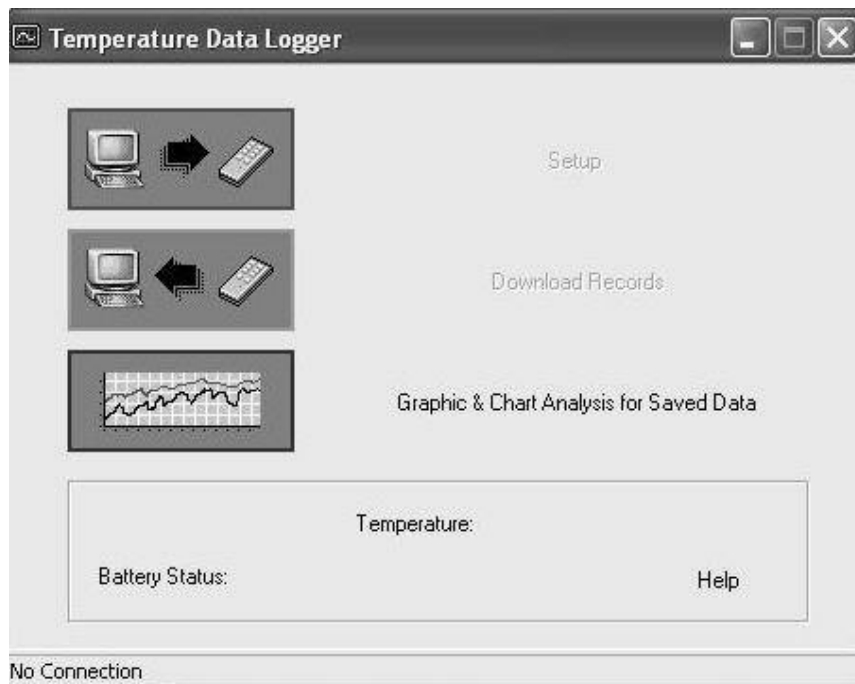 Temperature Data Logger
Setup
Download Records
Graphic & Chart Analysis for Saved Data
Temperature:
Battery Status:
Help
No Connection